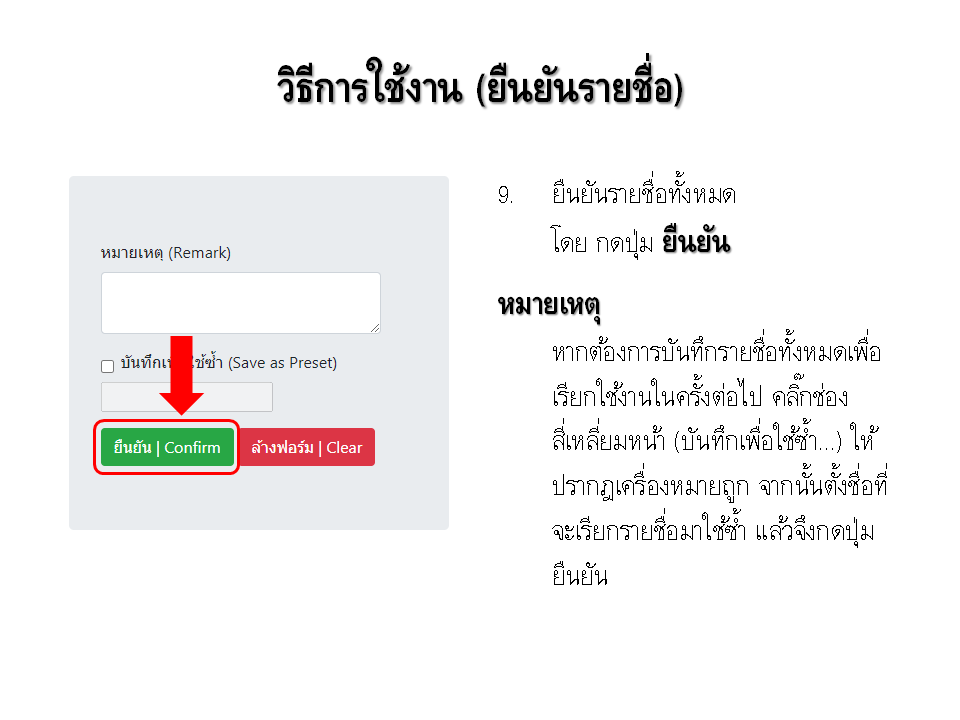 วิธีการใช้งาน (ยืนยันรายชื่อ)
หมายเหตุ (Remark)
บันทึกเ ใช้ซ้ำ (Save as Preset)
ยืนยัน | Confirm
ล้างฟอร์ม | Clear
9. ยืนยันรายชื่อทั้งหมด
โดย กดปุ่ม ยืนยัน
หมายเหตุ
หากต้องการบันทึกรายชื่อทั้งหมดเพื่อ
เรียกใช้งานในครั้งต่อไป คลิ๊กช่อง
สี่เหลี่ยมหน้า (บันทึกเพื่อใช้ซ้ำ...) ให้
ปรากฎเครื่องหมายถูก จากนั้นตั้งชื่อที่
จะเรียกรายชื่อมาใช้ซ้ำ แล้วจึงกดปุ่ม
ยืนยัน